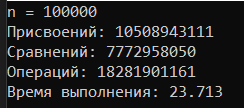 n = 100000
Присвоений: 10508943111
Сравнений: 7772958050
Операций: 18281901161
Время выполнения: 23.713